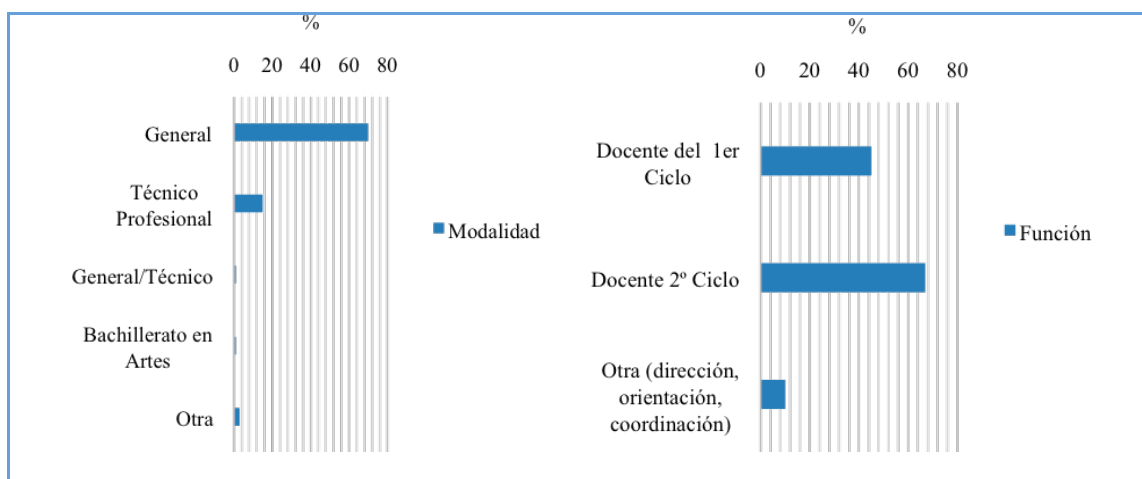 %
0 20 40 60 80
General
Técnico
Profesional
General/Técnico
Bachillerato en
Artes
Otra
Modalidad
%
0 20 40 60 80
Docente del 1er
Ciclo
Docente 2º Ciclo
Otra (dirección,
orientación,
coordinación)
Función